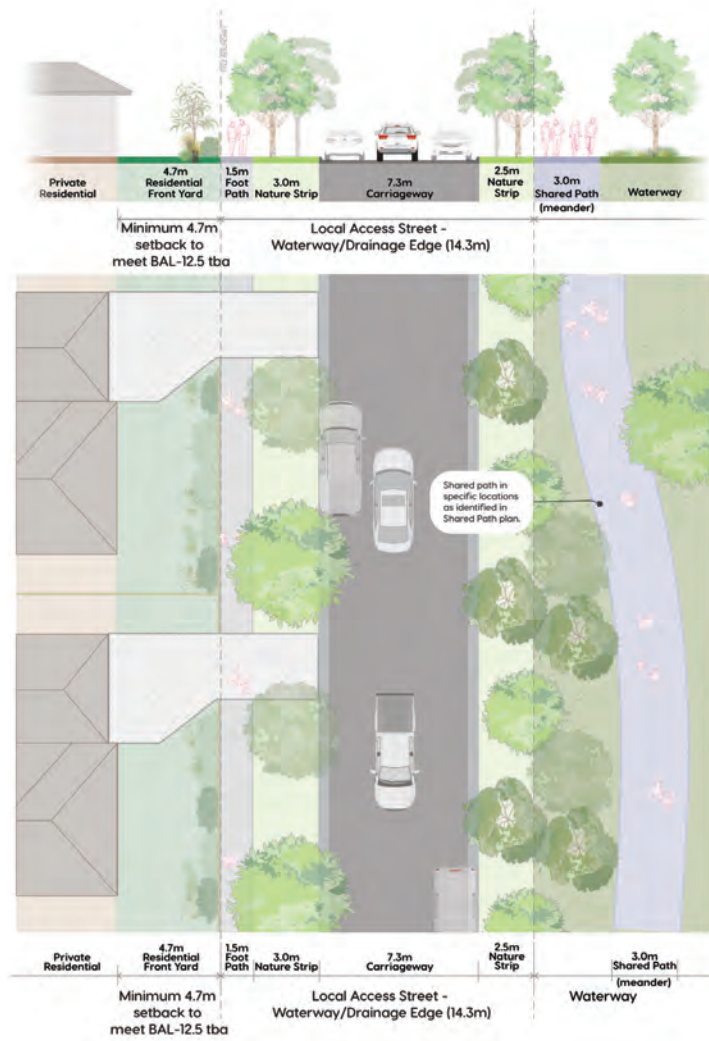 4.7m
1.5m
3.0m
7.3m
2.5m
3.0m
Private
Residential
Residential
Front Yard
Foot
Path
Nature Strip
Carriageway
Nature
Strip
Shared Path
(meander)
Waterway
Minimum 4.7m
setback to
meet BAL-12.5 tba
Local Access Street -
Waterway/Drainage Edge (14.3m)
Shared path in
specific locations
as identified in
Shared Path plan.
Private
Residential
4.7m
Residential
Front Yard
1.5m
Foot
Path
3.0m
Nature Strip
7.3m
Carriageway
2.5m
Nature
Strip
3.0m
Shared Path
(meander)
Minimum 4.7m
setback to
meet BAL-12.5 tba
Local Access Street -
Waterway/Drainage Edge (14.3m)
Waterway